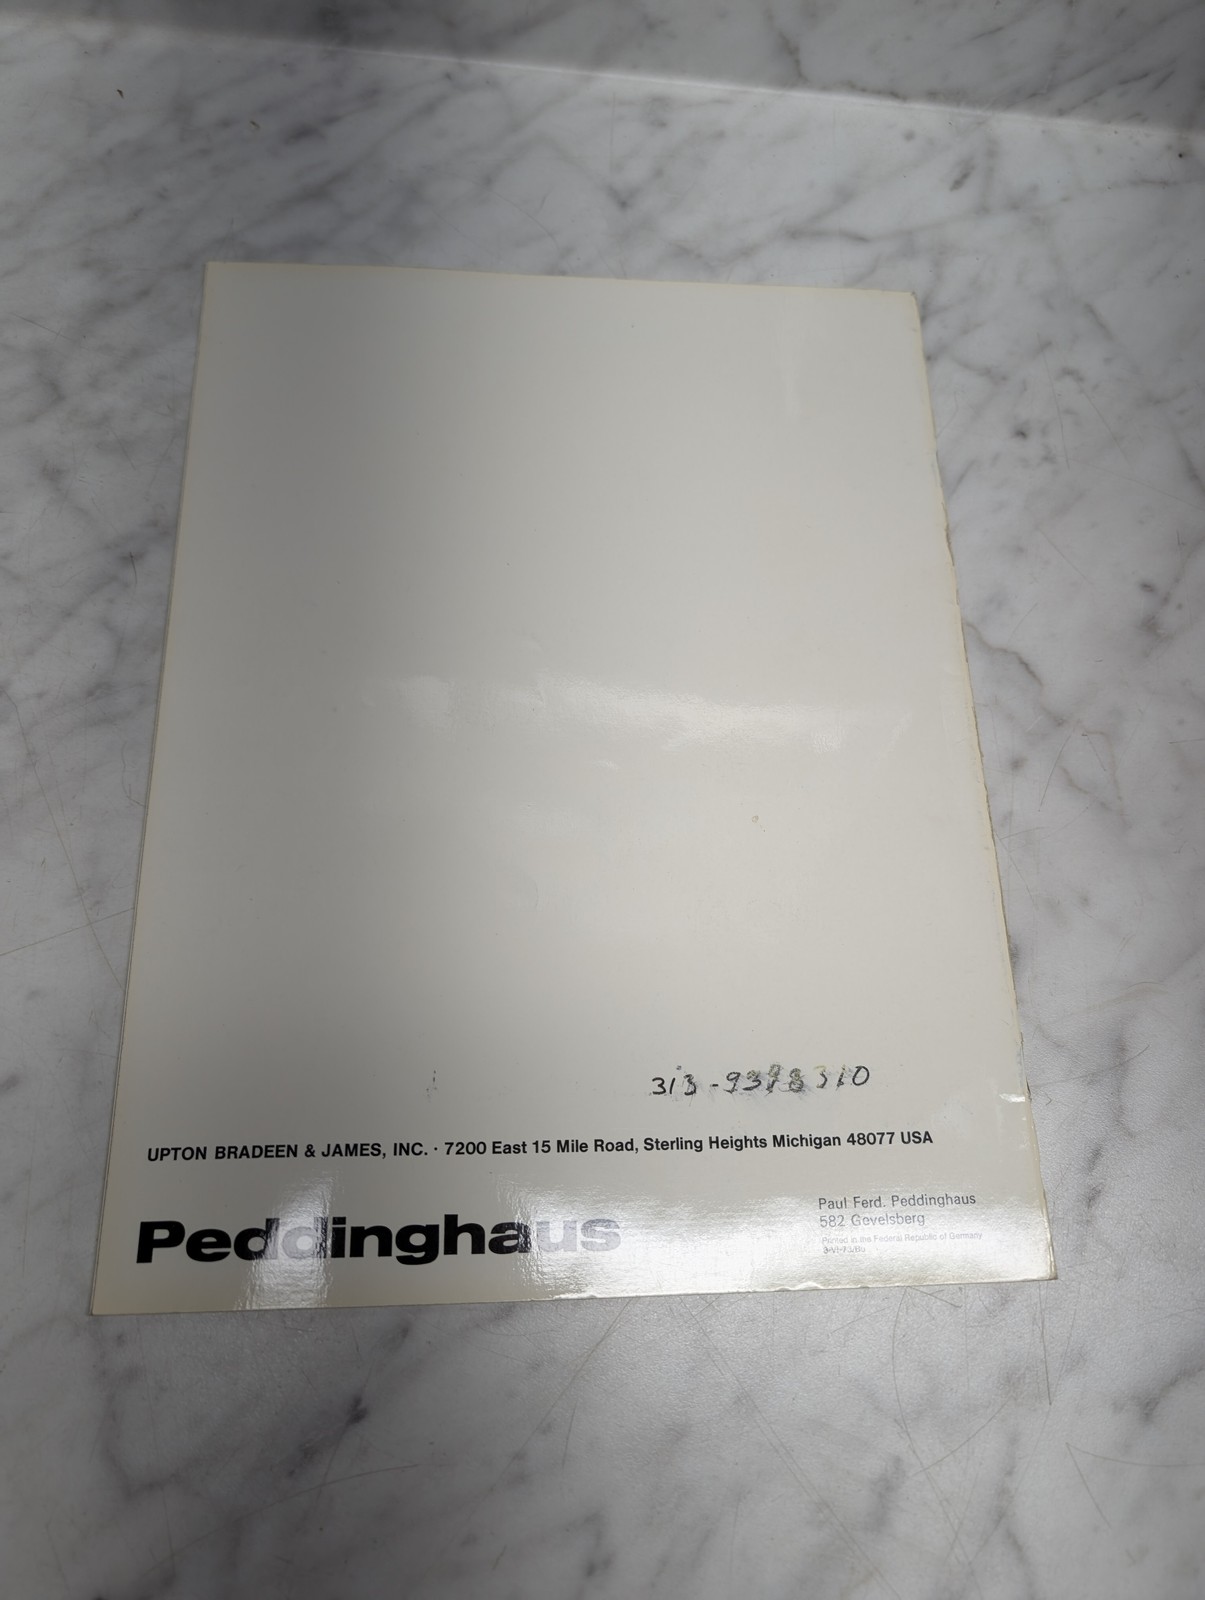 313-9398310
UPTON BRADEEN & JAMES, INC. · 7200 East 15 Mile Road, Sterling Heights Michigan 48077 USA
Peddinghaus
Paul Ferd. Peddinghaus
582 Gevelsberg
Printed in the Federal Republic of Germany